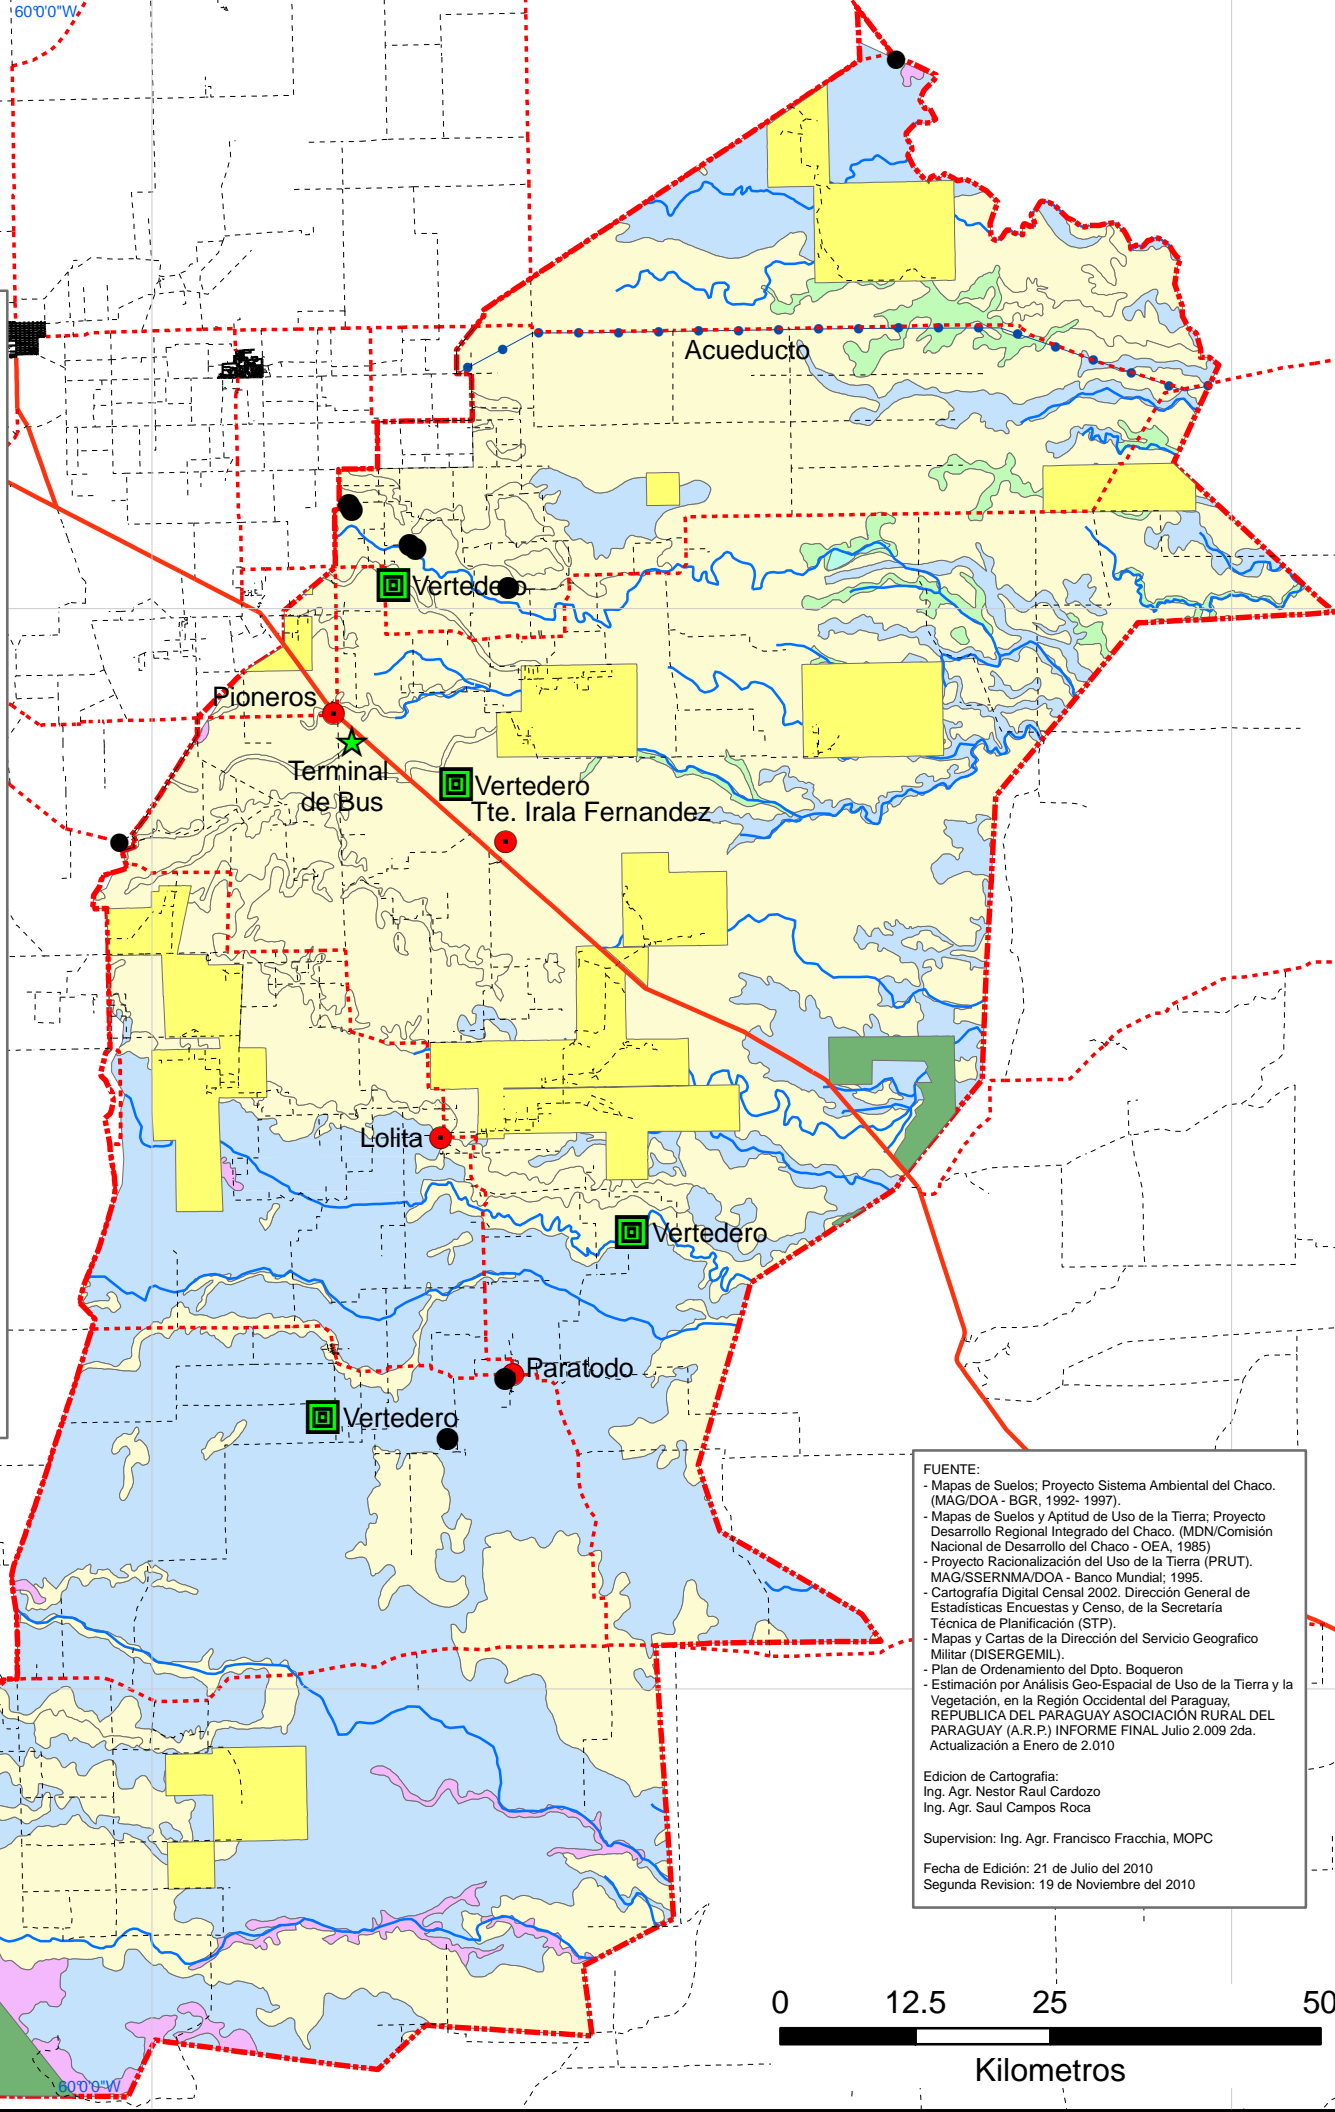 60°0'0"W
Acueducto
Vertedero
Pioneros
Terminal
de Bus
Vertedero
Tte. Irala Fernandez
Lolita
Vertedero
Paratodo
Vertedero
FUENTE:
- Mapas de Suelos; Proyecto Sistema Ambiental del Chaco.
(MAG/DOA - BGR, 1992- 1997).
- Mapas de Suelos y Aptitud de Uso de la Tierra; Proyecto
Desarrollo Regional Integrado del Chaco. (MDN/Comisión
Nacional de Desarrollo del Chaco - OEA, 1985)
- Proyecto Racionalización del Uso de la Tierra (PRUT).
MAG/SSERNMA/DOA - Banco Mundial; 1995.
- Cartografía Digital Censal 2002. Dirección General de
Estadísticas Encuestas y Censo, de la Secretaría
Técnica de Planificación (STP).
- Mapas y Cartas de la Dirección del Servicio Geografico
Militar (DISERGEMIL).
- Plan de Ordenamiento del Dpto. Boqueron
- Estimación por Análisis Geo-Espacial de Uso de la Tierra y la
Vegetación, en la Región Occidental del Paraguay,
REPUBLICA DEL PARAGUAY ASOCIACIÓN RURAL DEL
PARAGUAY (A.R.P.) INFORME FINAL Julio 2.009 2da.
Actualización a Enero de 2.010
Edicion de Cartografia:
Ing. Agr. Nestor Raul Cardozo
Ing. Agr. Saul Campos Roca
Supervision: Ing. Agr. Francisco Fracchia, MOPC
Fecha de Edición: 21 de Julio del 2010
Segunda Revision: 19 de Noviembre del 2010
0 12.5 25 50
Kilometros
60°0'0"W